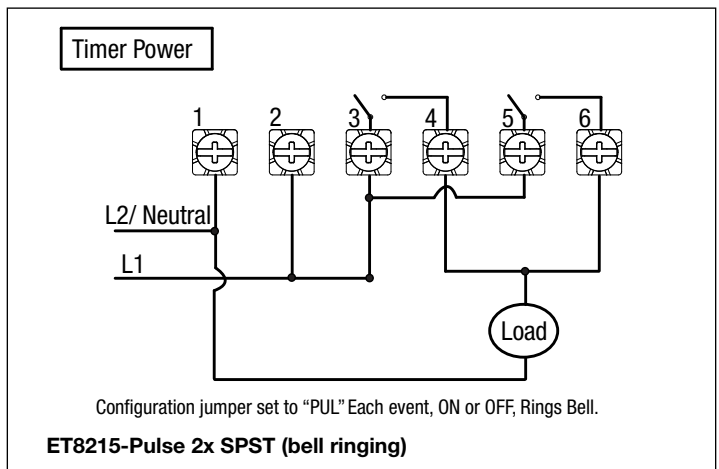 Timer Power
1 2 3 4 5 6
L2/ Neutral
L1
Load
Configuration jumper set to “PUL” Each event, ON or OFF, Rings Bell.
ET8215-Pulse 2x SPST (bell ringing)